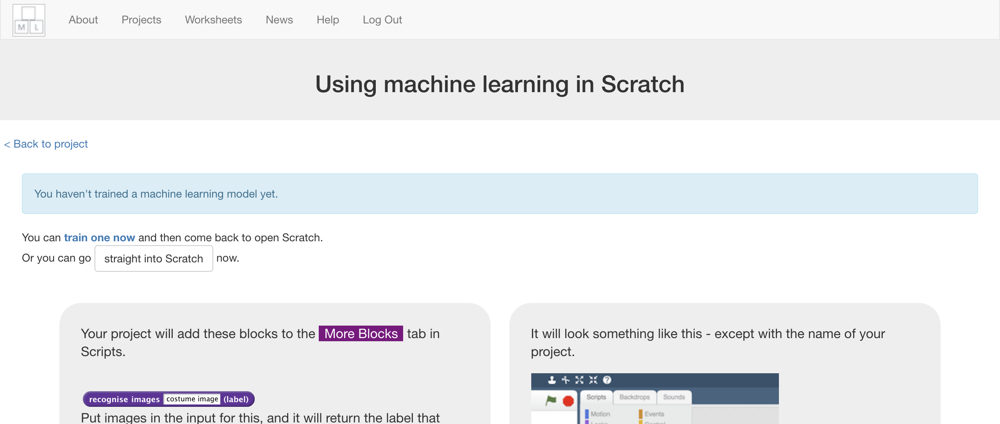 M L
About Projects Worksheets News Help Log Out
Using machine learning in Scratch
< Back to project
You haven't trained a machine learning model yet.
You can train one now and then come back to open Scratch.
Or you can go straight into Scratch now.
Your project will add these blocks to the More Blocks tab in
Scripts.
recognise images costume image (label)
Put images in the input for this, and it will return the label that
It will look something like this - except with the name of your
project.
?
Scripts Backdrops Sounds
Motion Events
Looks Control